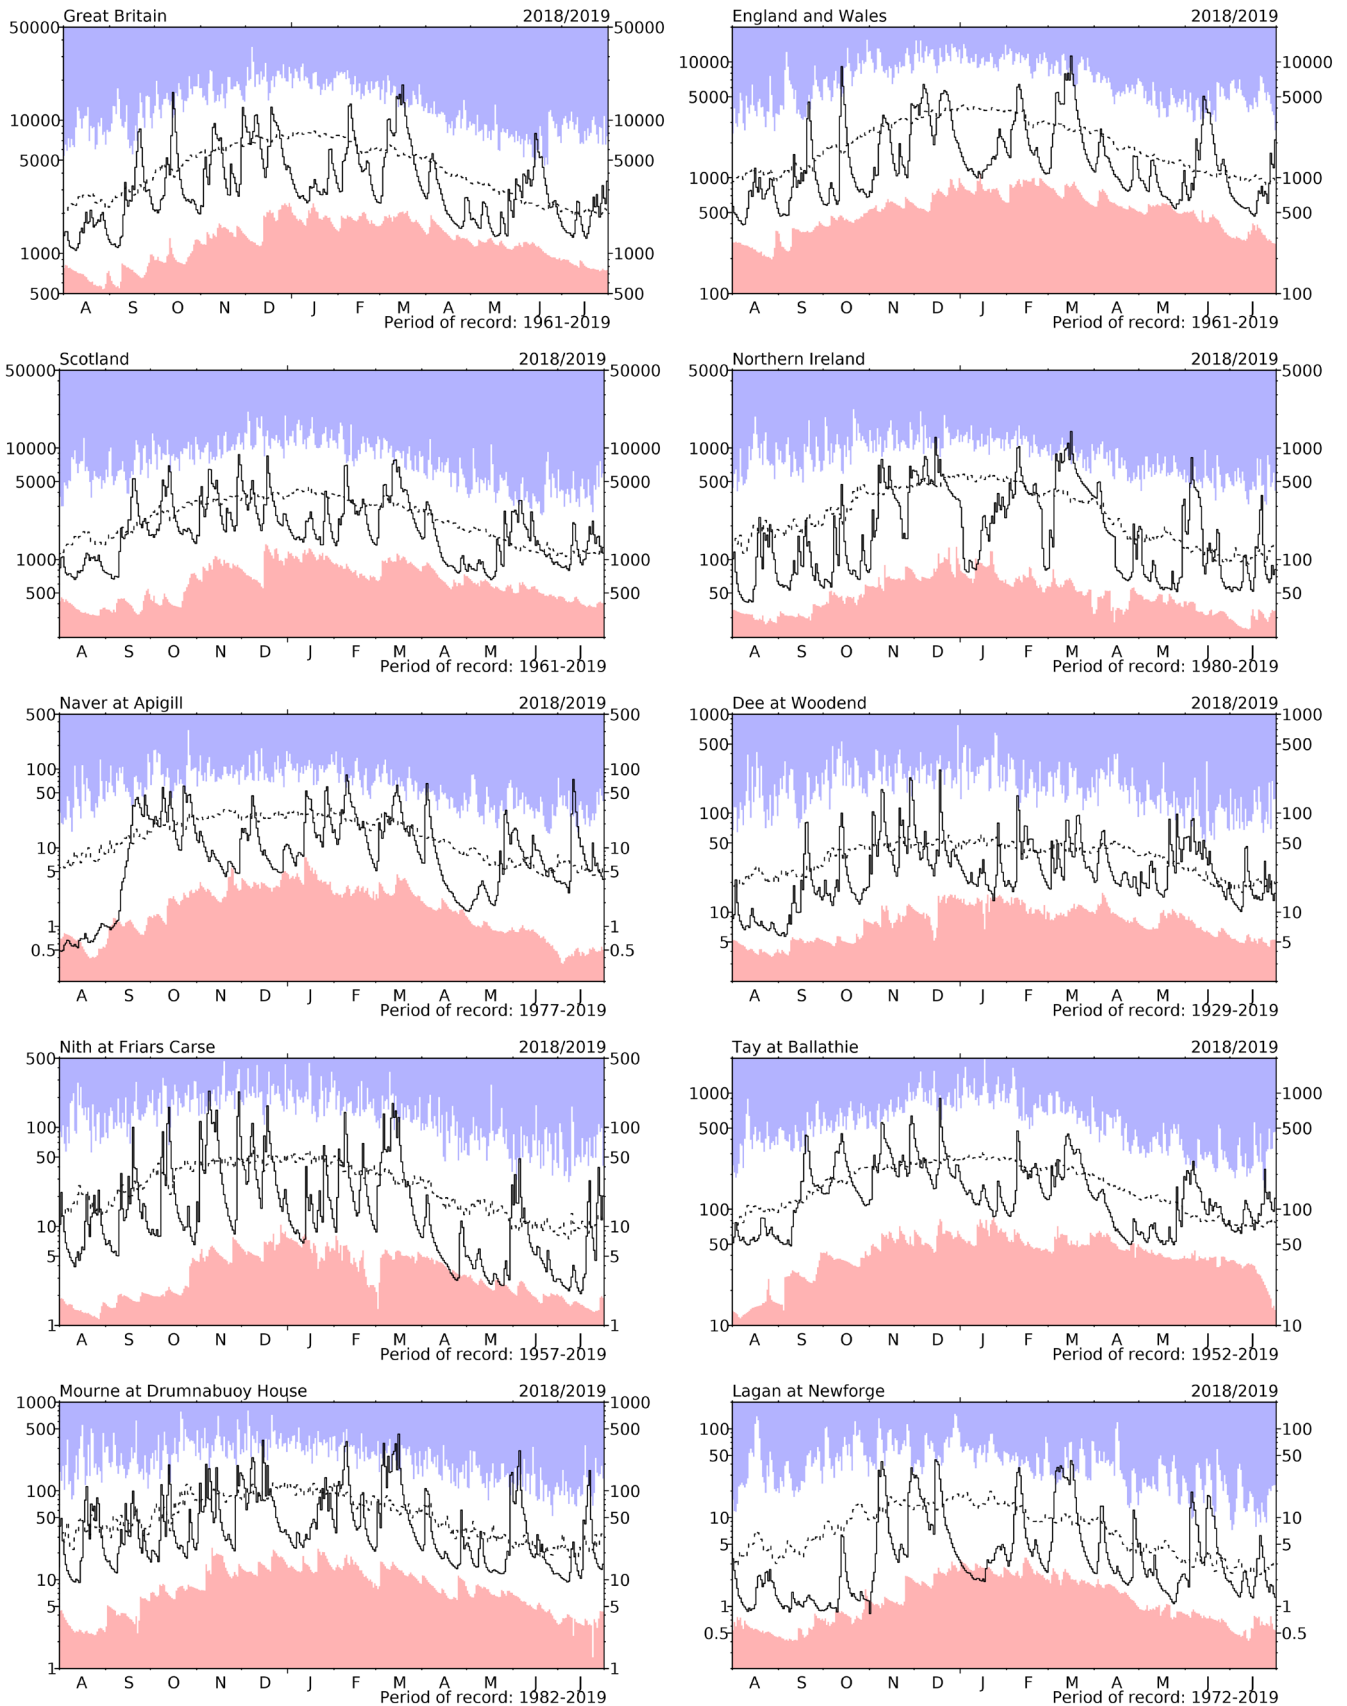 Great Britain 2018/2019
50000 50000
10000 10000
5000 5000
1000 1000
500 500
A S O N D J F M A M J J
Period of record: 1961-2019
England and Wales 2018/2019
10000 10000
5000 5000
1000 1000
500 500
100 100
A S O N D J F M A M J J
Period of record: 1961-2019
Scotland 2018/2019
50000 50000
10000 10000
5000 5000
1000 1000
500 500
A S O N D J F M A M J J
Period of record: 1961-2019
Northern Ireland 2018/2019
5000 5000
1000 1000
500 500
100 100
50 50
A S O N D J F M A M J J
Period of record: 1980-2019
Naver at Apigill 2018/2019
500 500
100 100
50 50
10 10
5 5
1 1
0.5 0.5
A S O N D J F M A M J J
Period of record: 1977-2019
Dee at Woodend 2018/2019
1000 1000
500 500
100 100
50 50
10 10
5 5
A S O N D J F M A M J J
Period of record: 1929-2019
Nith at Friars Carse 2018/2019
500 500
100 100
50 50
10 10
5 5
1 1
A S O N D J F M A M J J
Period of record: 1957-2019
Tay at Ballathie 2018/2019
1000 1000
500 500
100 100
50 50
10 10
A S O N D J F M A M J J
Period of record: 1952-2019
Mourne at Drumnabuoy House 2018/2019
1000 1000
500 500
100 100
50 50
10 10
5 5
1 1
A S O N D J F M A M J J
Period of record: 1982-2019
Lagan at Newforge 2018/2019
100 100
50 50
10 10
5 5
1 1
0.5 0.5
A S O N D J F M A M J J
Period of record: 1972-2019